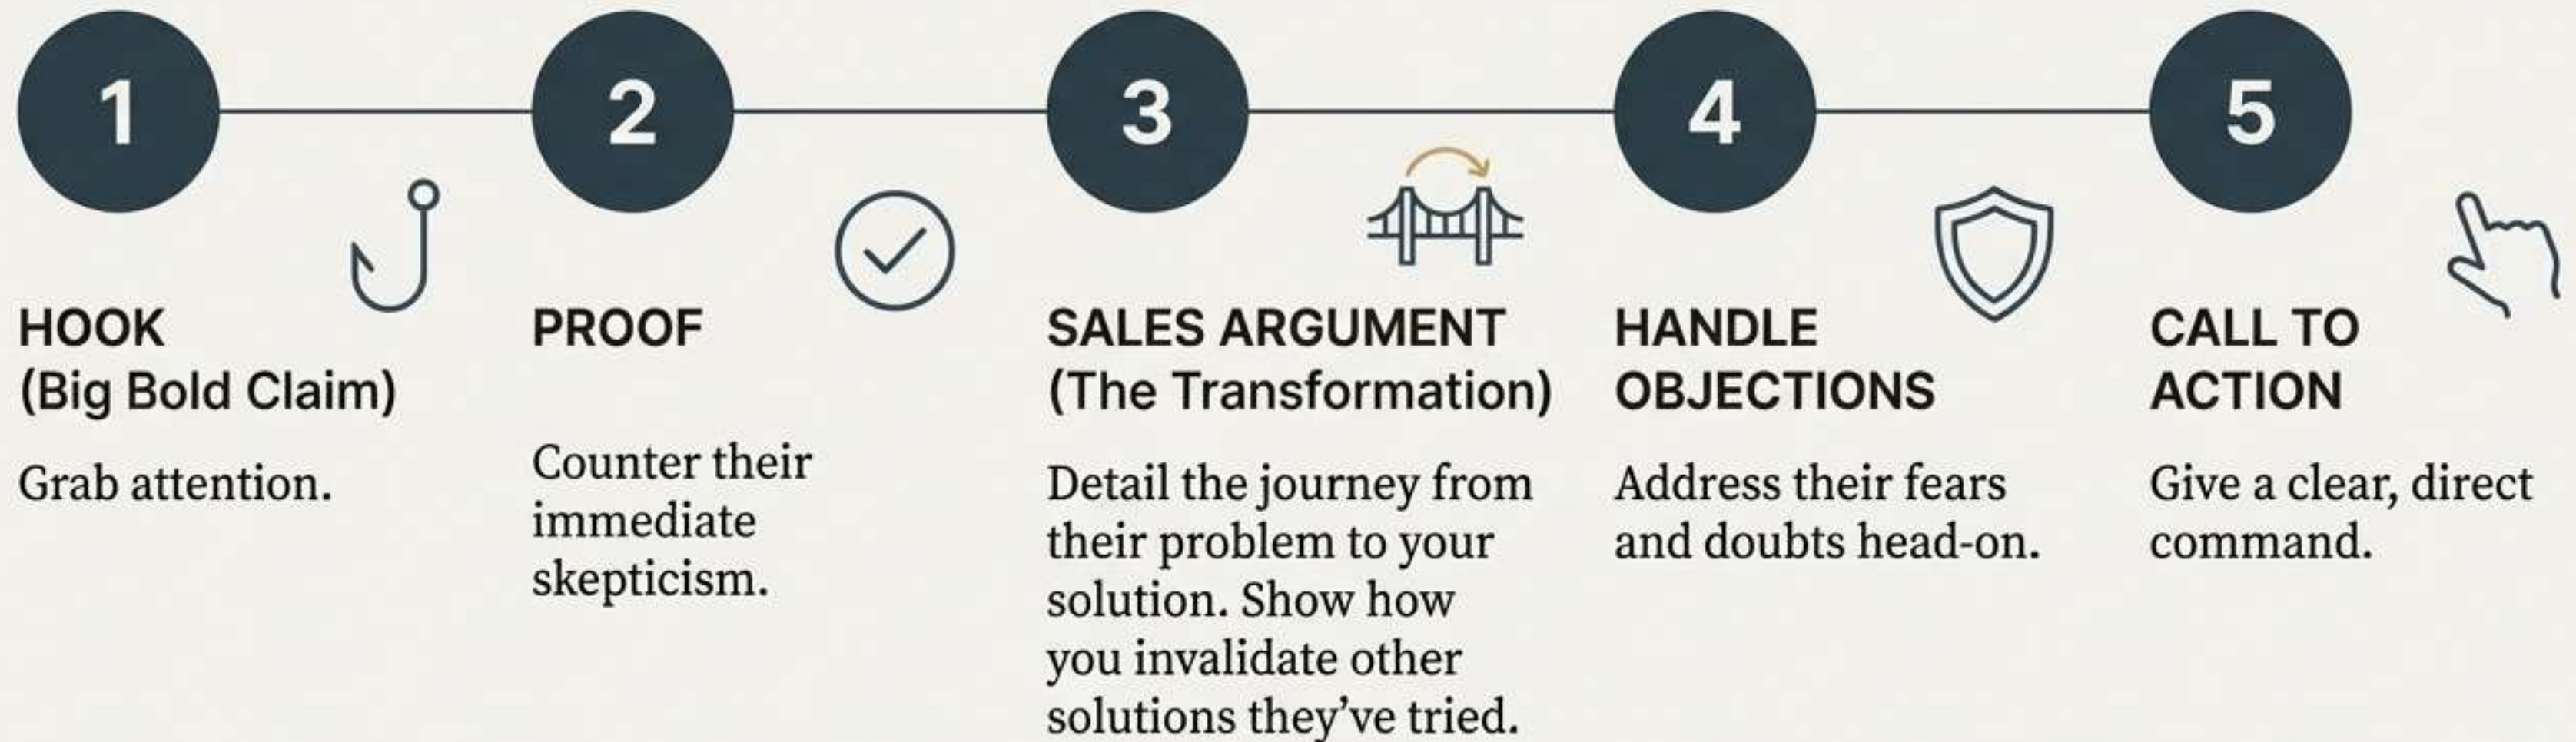 1
HOOK
(Big Bold Claim)
Grab attention.
2
PROOF
Counter their
immediate
skepticism.
3
SALES ARGUMENT
(The Transformation)
Detail the journey from
their problem to your
solution. Show how
you invalidate other
solutions they’ve tried.
4
HANDLE
OBJECTIONS
Address their fears
and doubts head-on.
5
CALL TO
ACTION
Give a clear, direct
command.